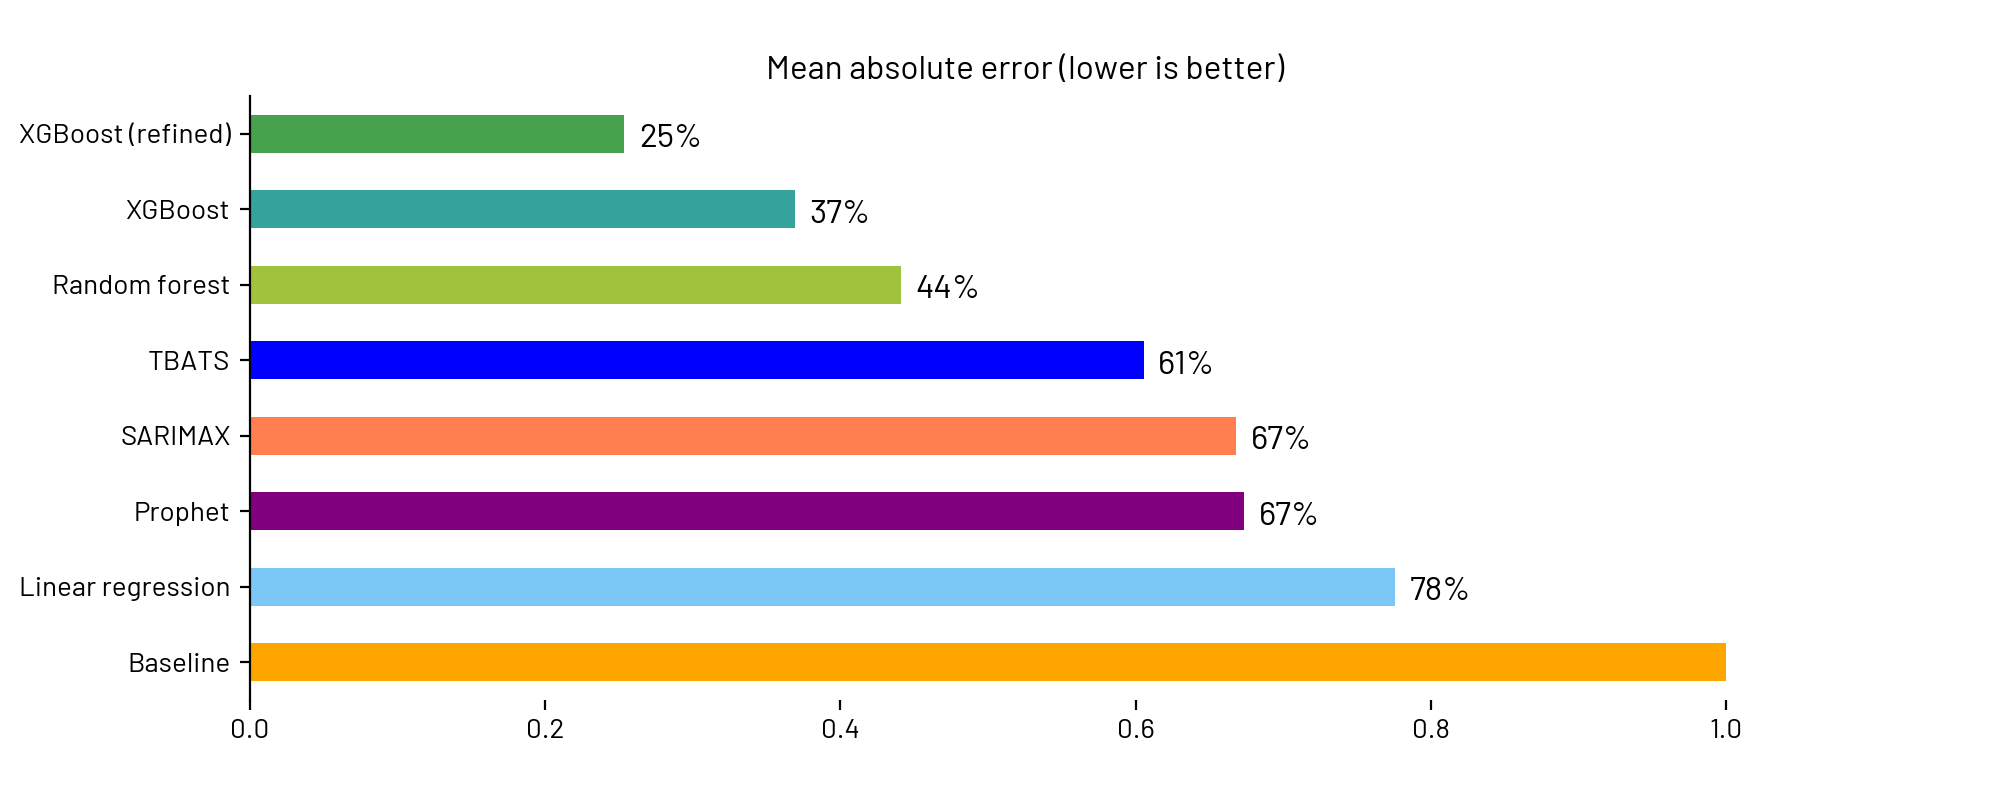 Mean absolute error (lower is better)
XGBoost (refined) 25%
XGBoost 37%
Random forest 44%
TBATS 61%
SARIMAX 67%
Prophet 67%
Linear regression 78%
Baseline
0.0 0.2 0.4 0.6 0.8 1.0